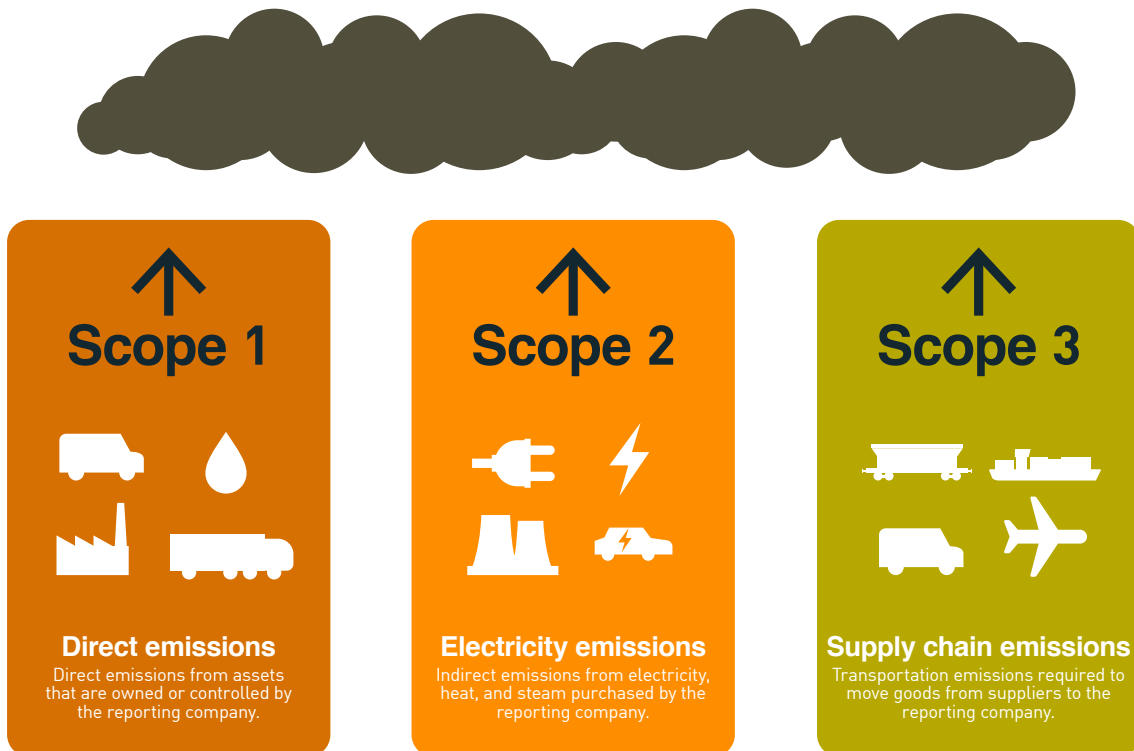 Scope 1
Scope 2
Scope 3
Direct emissions
Direct emissions from assets
that are owned or controlled by
the reporting company.
Electricity emissions
Indirect emissions from electricity,
heat, and steam purchased by the
reporting company.
Supply chain emissions
Transportation emissions required to
move goods from suppliers to the
reporting company.